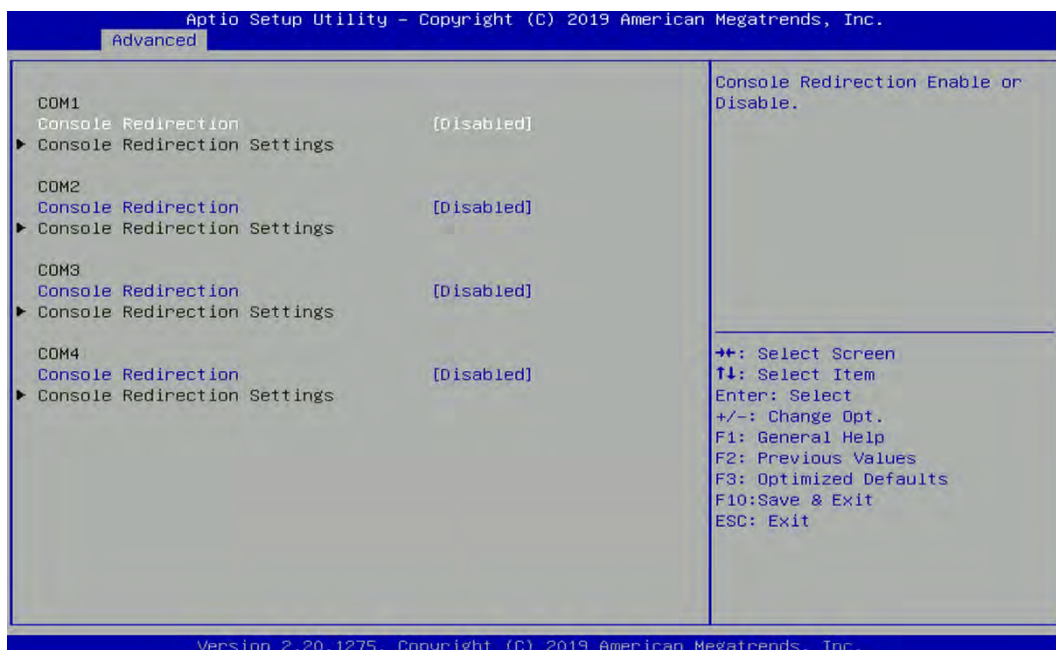 Aptio Setup Utility – Copyright (C) 2019 American Megatrends, Inc.
Advanced
COM1
Console Redirection [Disabled]
▶ Console Redirection Settings
COM2
Console Redirection [Disabled]
▶ Console Redirection Settings
COM3
Console Redirection [Disabled]
▶ Console Redirection Settings
COM4
Console Redirection [Disabled]
▶ Console Redirection Settings
Console Redirection Enable or
Disable.
→←: Select Screen
↑↓: Select Item
Enter: Select
+/-: Change Opt.
F1: General Help
F2: Previous Values
F3: Optimized Defaults
F10:Save & Exit
ESC: Exit
Version 2.20.1275. Copyright (C) 2019 American Megatrends, Inc.